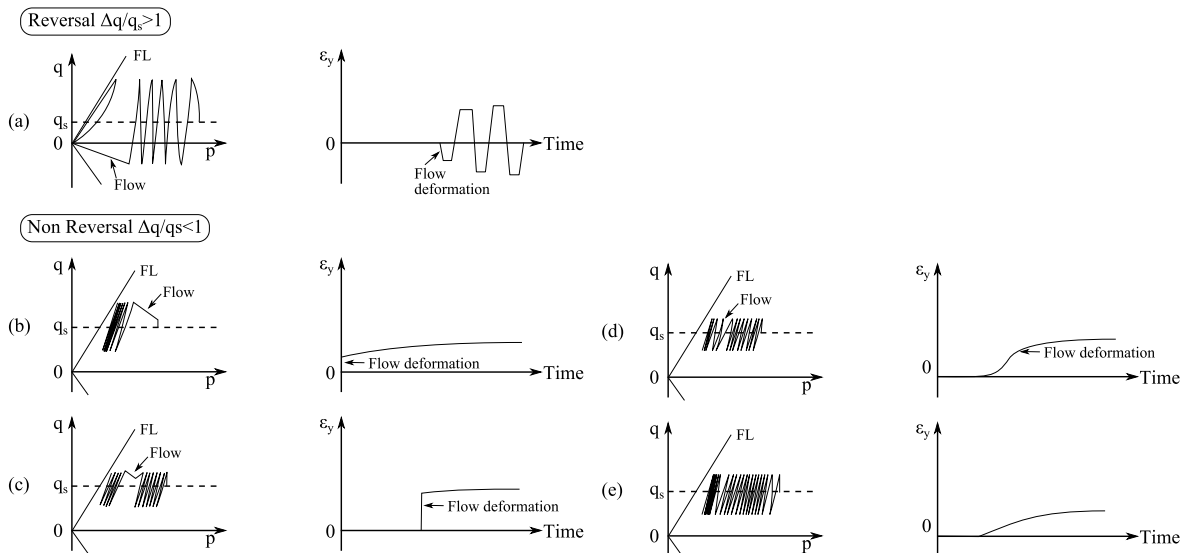 Reversal Δq/qs>1
(a)
q
FL
qs
0
p
Flow
εy
0
Time
Flow
deformation
Non Reversal Δq/qs<1
(b)
q
FL
Flow
qs
0
p
εy
0
Flow deformation
Time
(d)
q
FL
Flow
qs
0
p
εy
0
Flow deformation
Time
(c)
q
FL
Flow
qs
0
p
εy
0
Flow deformation
Time
(e)
q
FL
qs
0
p
εy
0
Time